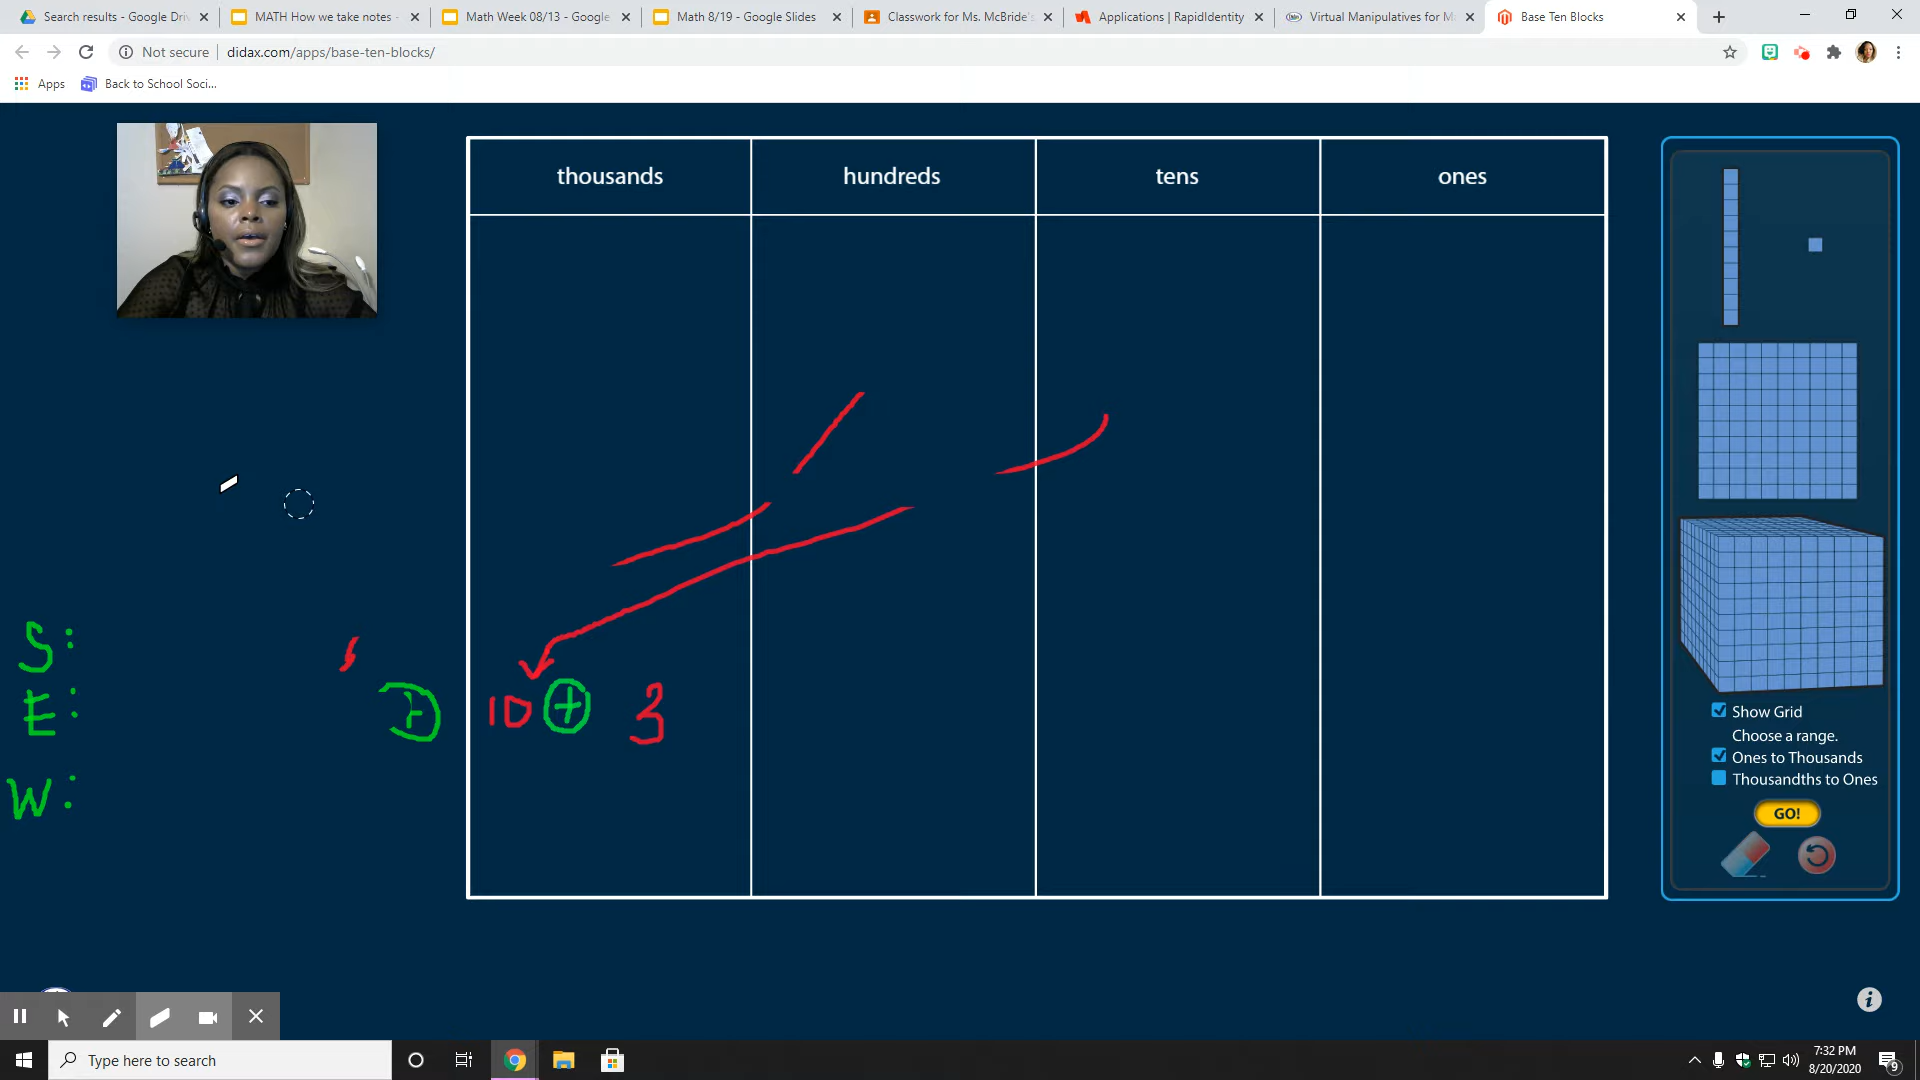 Search results - Google Dri
MATH How we take notes -
Math Week 08/13 - Google
Math 8/19 - Google Slides
Classwork for Ms. McBride'
Applications | RapidIdentity
Virtual Manipulatives for M
Base Ten Blocks
Not secure
didax.com/apps/base-ten-blocks/
Apps
Back to School Soci...
thousands
hundreds
tens
ones
S:
E:
10 + 3
W:
Show Grid
Choose a range.
Ones to Thousands
Thousandths to Ones
GO!
Type here to search
7:32 PM
8/20/2020
9